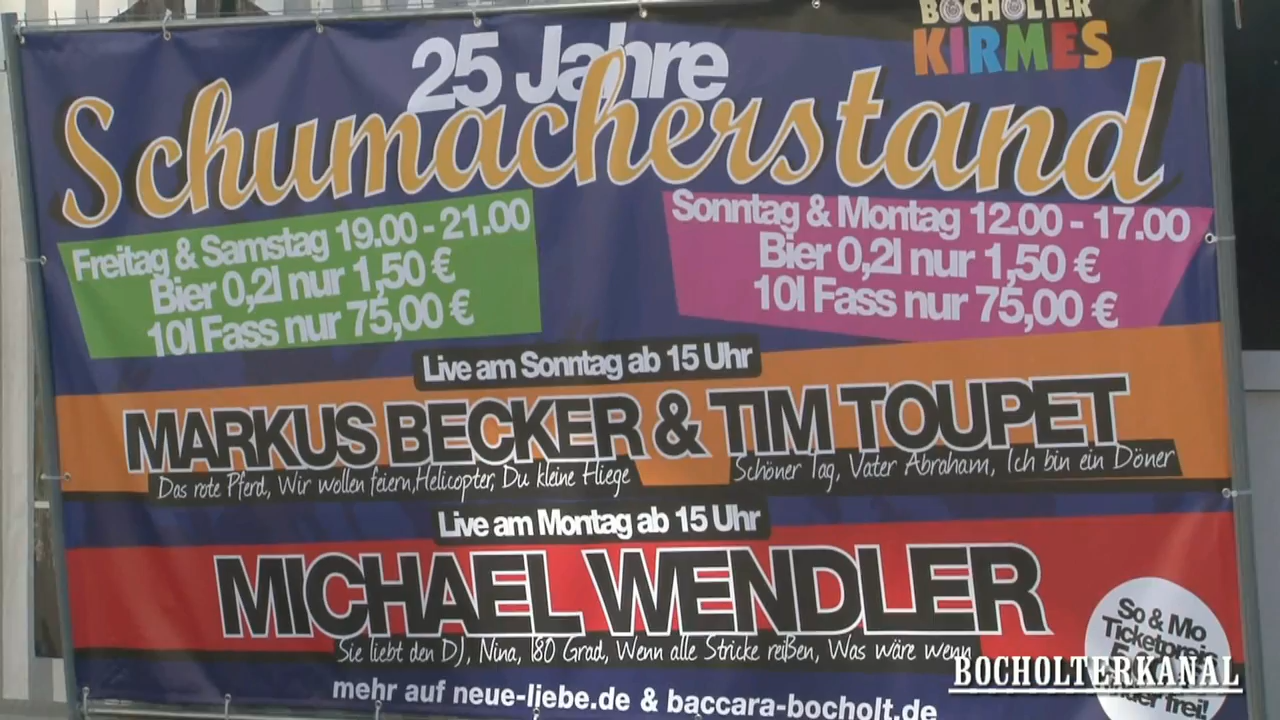 BOCHOLTER
KIRMES
25 Jahre
Schumacherstand
Freitag & Samstag 19.00 - 21.00
Bier 0,2l nur 1,50 €
10l Fass nur 75,00 €
Sonntag & Montag 12.00 - 17.00
Bier 0,2l nur 1,50 €
10l Fass nur 75,00 €
Live am Sonntag ab 15 Uhr
MARKUS BECKER & TIM TOUPET
Das rote Pferd, Wir wollen feiern,Helicopter, Du kleine Fliege
Schöner Tag, Vater Abraham, Ich bin ein Döner
Live am Montag ab 15 Uhr
MICHAEL WENDLER
Sie liebt den DJ, Nina, 180 Grad, Wenn alle Stricke reißen, Was wäre wenn
mehr auf neue-liebe.de & baccara-bocholt.de
So & Mo
Ticketpreis
frei!
BOCHOLTERKANAL